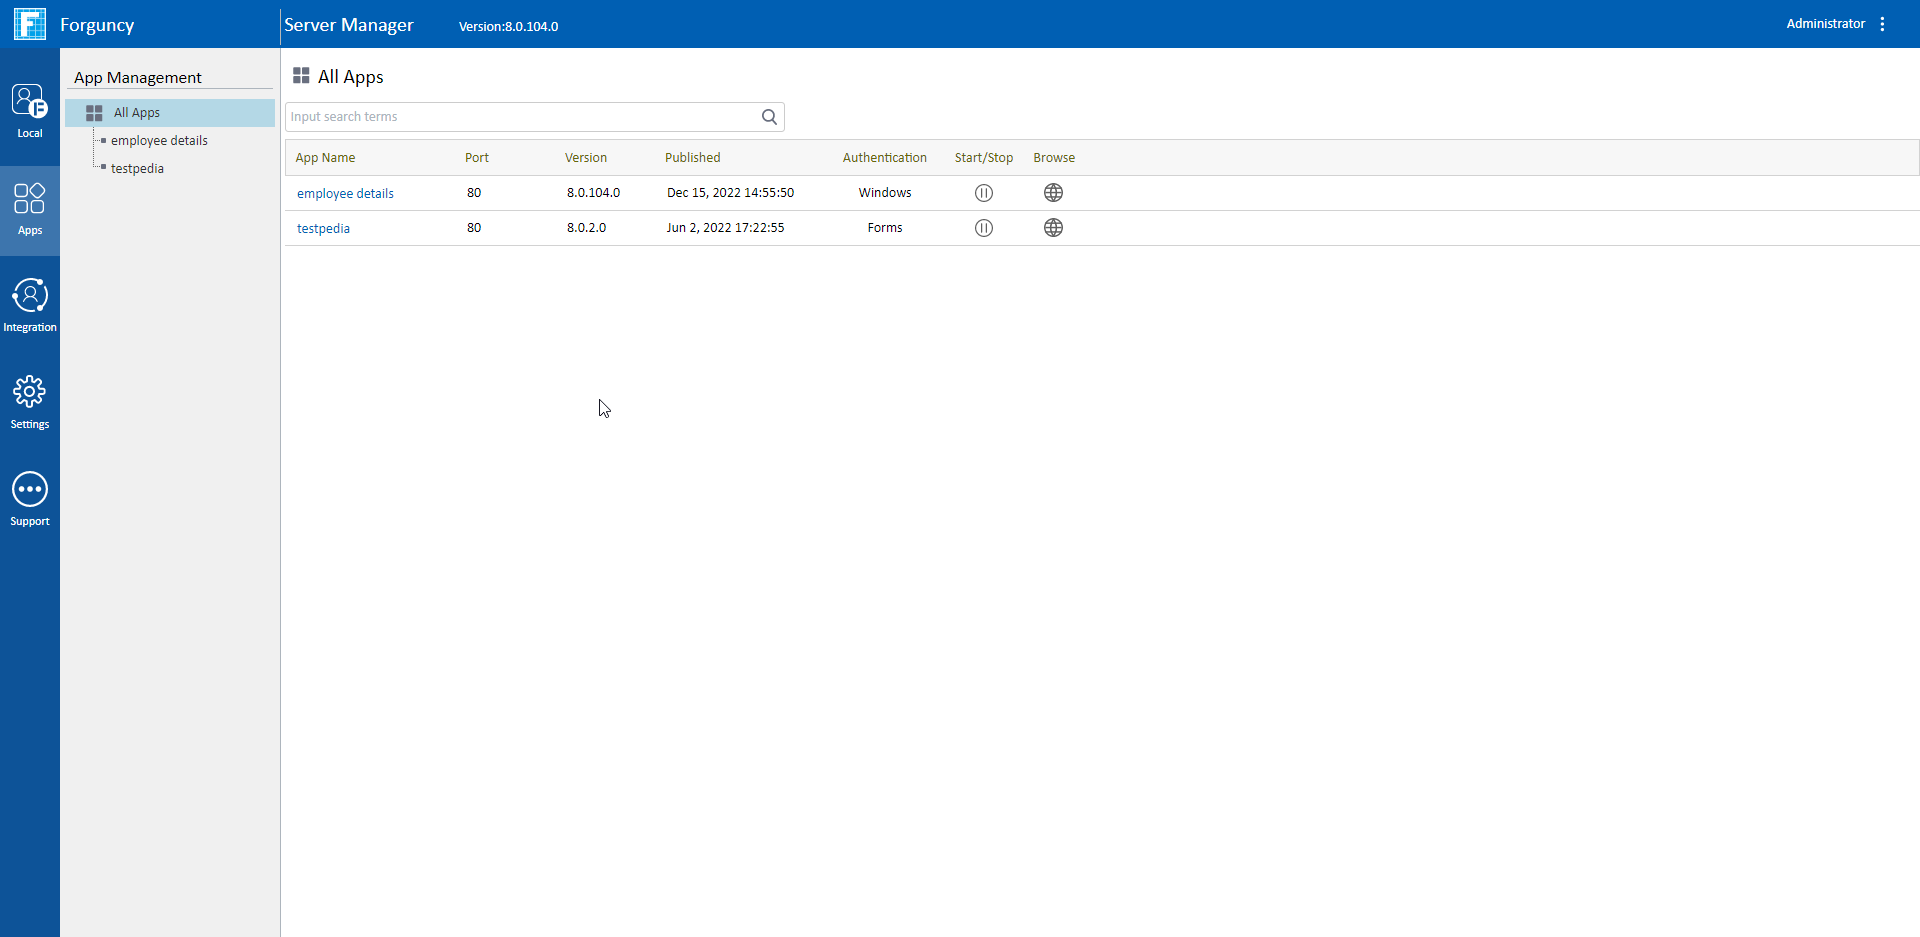 Forguncy
Server Manager
Version:8.0.104.0
Administrator
Local
Apps
Integration
Settings
Support
App Management
All Apps
employee details
testpedia
All Apps
Input search terms
App Name Port Version Published Authentication Start/Stop Browse
employee details 80 8.0.104.0 Dec 15, 2022 14:55:50 Windows
testpedia 80 8.0.2.0 Jun 2, 2022 17:22:55 Forms